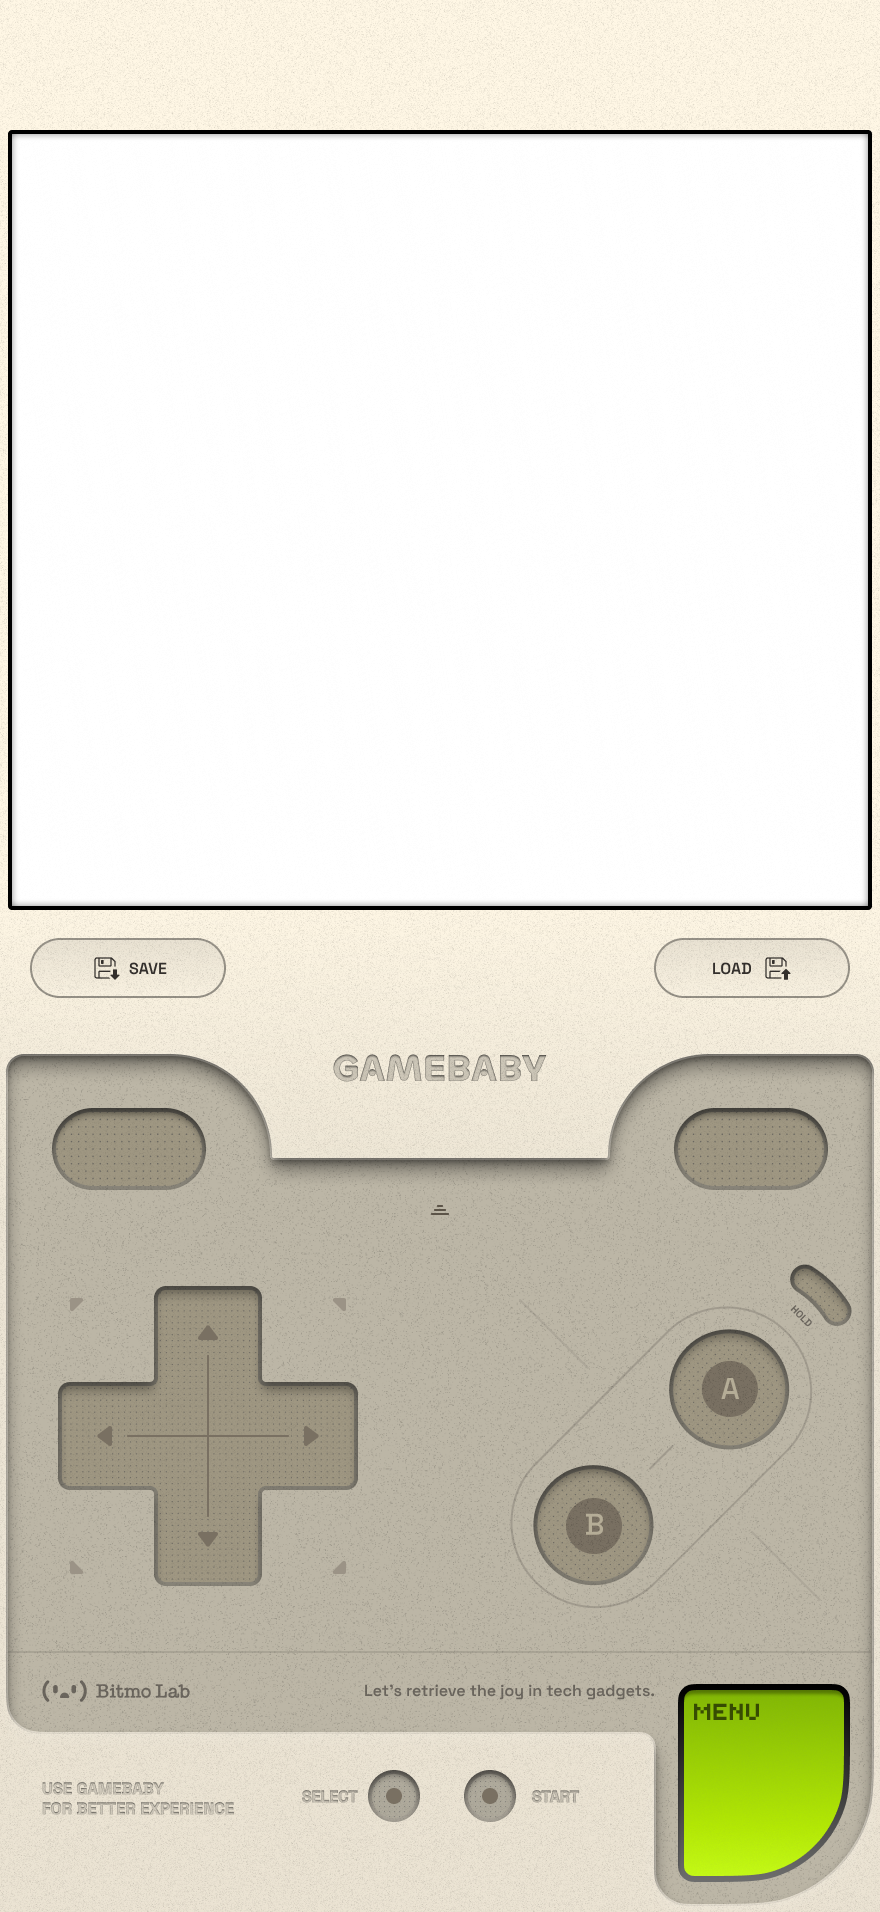 SAVE
LOAD
GAMEBABY
HOLD
A
B
(·-·) Bitmo Lab
Let's retrieve the joy in tech gadgets.
MENU
USE GAMEBABY
FOR BETTER EXPERIENCE
SELECT
START